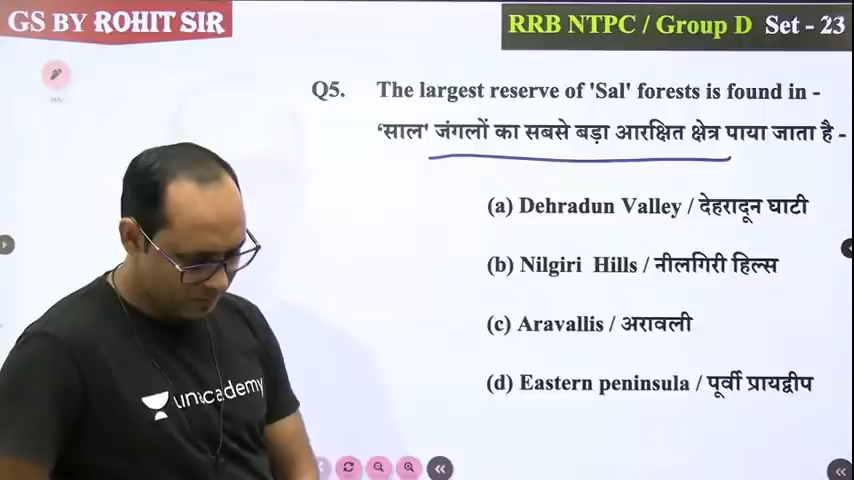 GS BY ROHIT SIR
RRB NTPC / Group D Set - 23
Q5. The largest reserve of 'Sal' forests is found in -
‘साल' जंगलों का सबसे बड़ा आरक्षित क्षेत्र पाया जाता है -
(a) Dehradun Valley / देहरादून घाटी
(b) Nilgiri Hills / नीलगिरी हिल्स
(c) Aravallis / अरावली
(d) Eastern peninsula / पूर्वी प्रायद्वीप
unacademy